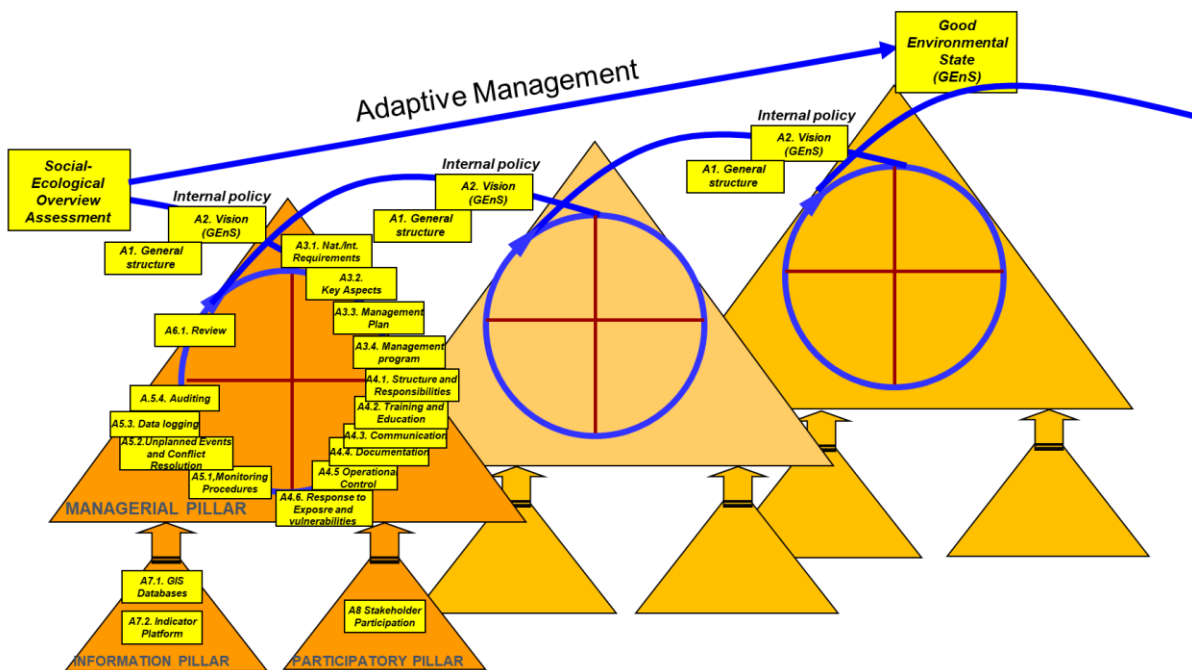 Good
Environmental
State
(GEnS)
Adaptive Management
Social-
Ecological
Overview
Assessment
Internal policy
A2. Vision
(GEnS)
A1. General
structure
Internal policy
A2. Vision
(GEnS)
A1. General
structure
Internal policy
A2. Vision
(GEnS)
A1. General
structure
A3.1. Nat./Int.
Requirements
A3.2.
Key Aspects
A3.3. Management
Plan
A3.4. Management
program
A4.1. Structure and
Responsibilities
A4.2. Training and
Education
A4.3. Communication
A4.4. Documentation
A4.5 Operational
Control
A4.6. Response to
Exposre and
vulnerabilities
A5.1,Monitoring
Procedures
A5.2.Unplanned Events
and Conflict
Resolution
A5.3. Data logging
A.5.4. Auditing
A6.1. Review
MANAGERIAL PILLAR
A7.1. GIS
Databases
A7.2. Indicator
Platform
INFORMATION PILLAR
A8 Stakeholder
Participation
PARTICIPATORY PILLAR